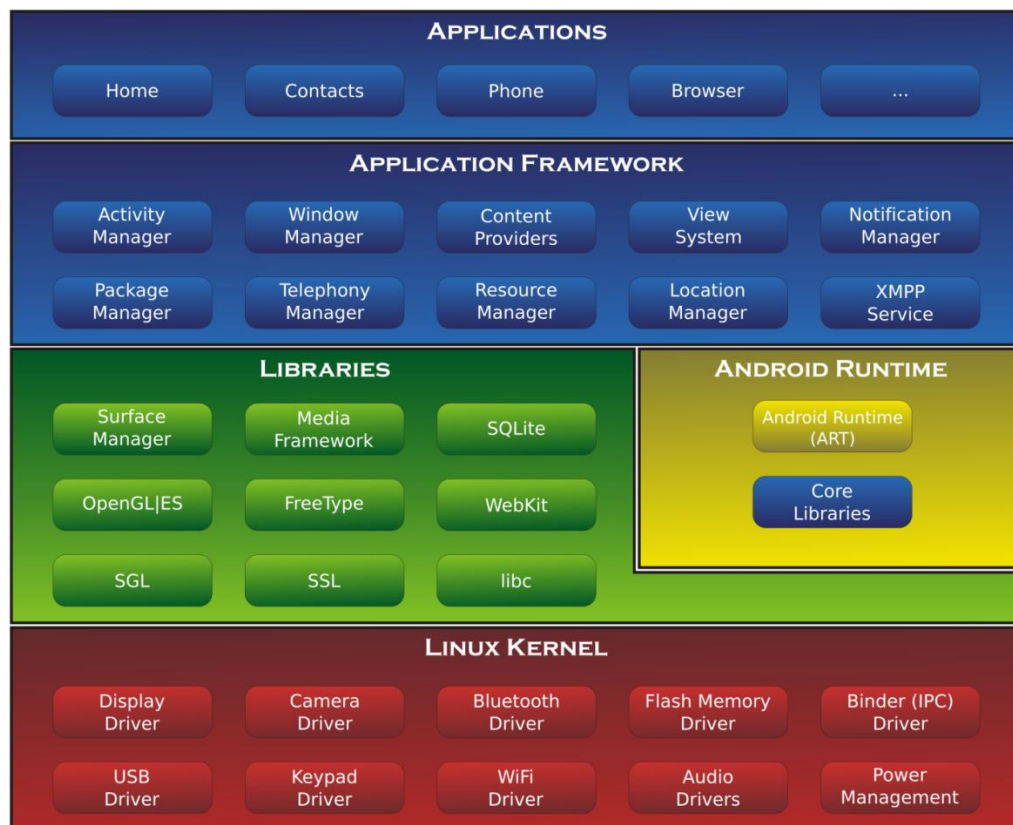 APPLICATIONS
Home
Contacts
Phone
Browser
...
APPLICATION FRAMEWORK
Activity
Manager
Window
Manager
Content
Providers
View
System
Notification
Manager
Package
Manager
Telephony
Manager
Resource
Manager
Location
Manager
XMPP
Service
LIBRARIES
Surface
Manager
Media
Framework
SQLite
OpenGL|ES
FreeType
WebKit
SGL
SSL
libc
ANDROID RUNTIME
Android Runtime
(ART)
Core
Libraries
LINUX KERNEL
Display
Driver
Camera
Driver
Bluetooth
Driver
Flash Memory
Driver
Binder (IPC)
Driver
USB
Driver
Keypad
Driver
WiFi
Driver
Audio
Drivers
Power
Management